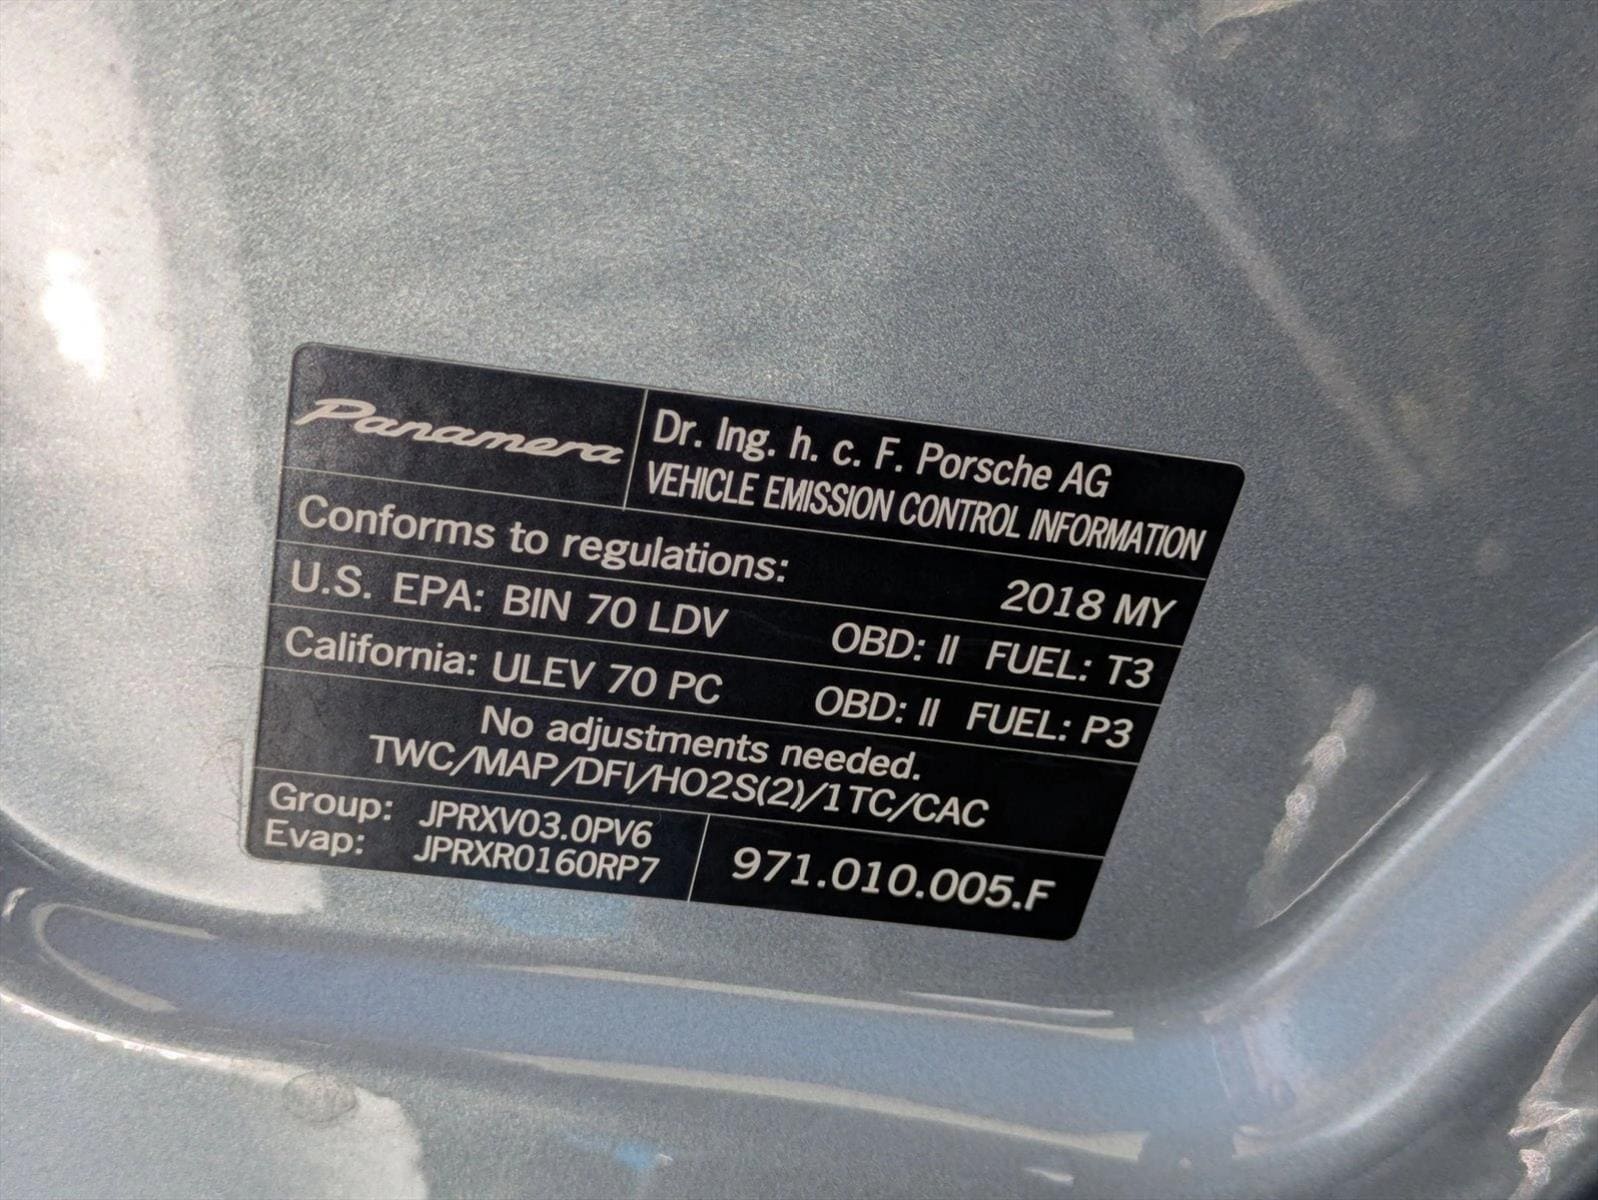 Panamera
Dr. Ing. h. c. F. Porsche AG
VEHICLE EMISSION CONTROL INFORMATION
Conforms to regulations: 2018 MY
U.S. EPA: BIN 70 LDV OBD: II FUEL: T3
California: ULEV 70 PC OBD: II FUEL: P3
No adjustments needed.
TWC/MAP/DFI/HO2S(2)/1TC/CAC
Group: JPRXV03.0PV6
Evap: JPRXR0160RP7
971.010.005.F